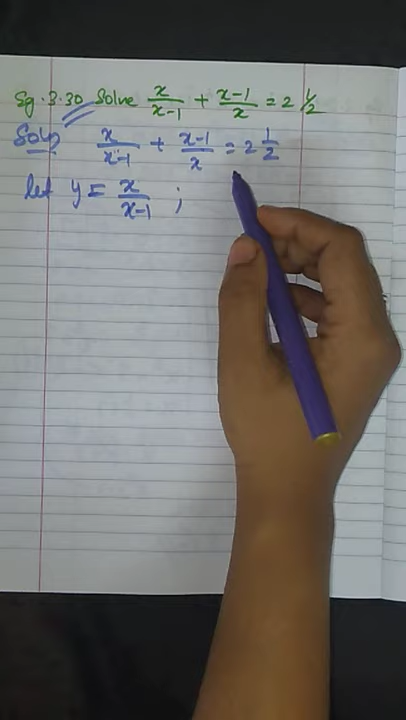 Eg. 3.30 Solve x/(x-1) + (x-1)/x = 2 1/2
Soln x/(x-1) + (x-1)/x = 2 1/2
let y = x/(x-1) ;